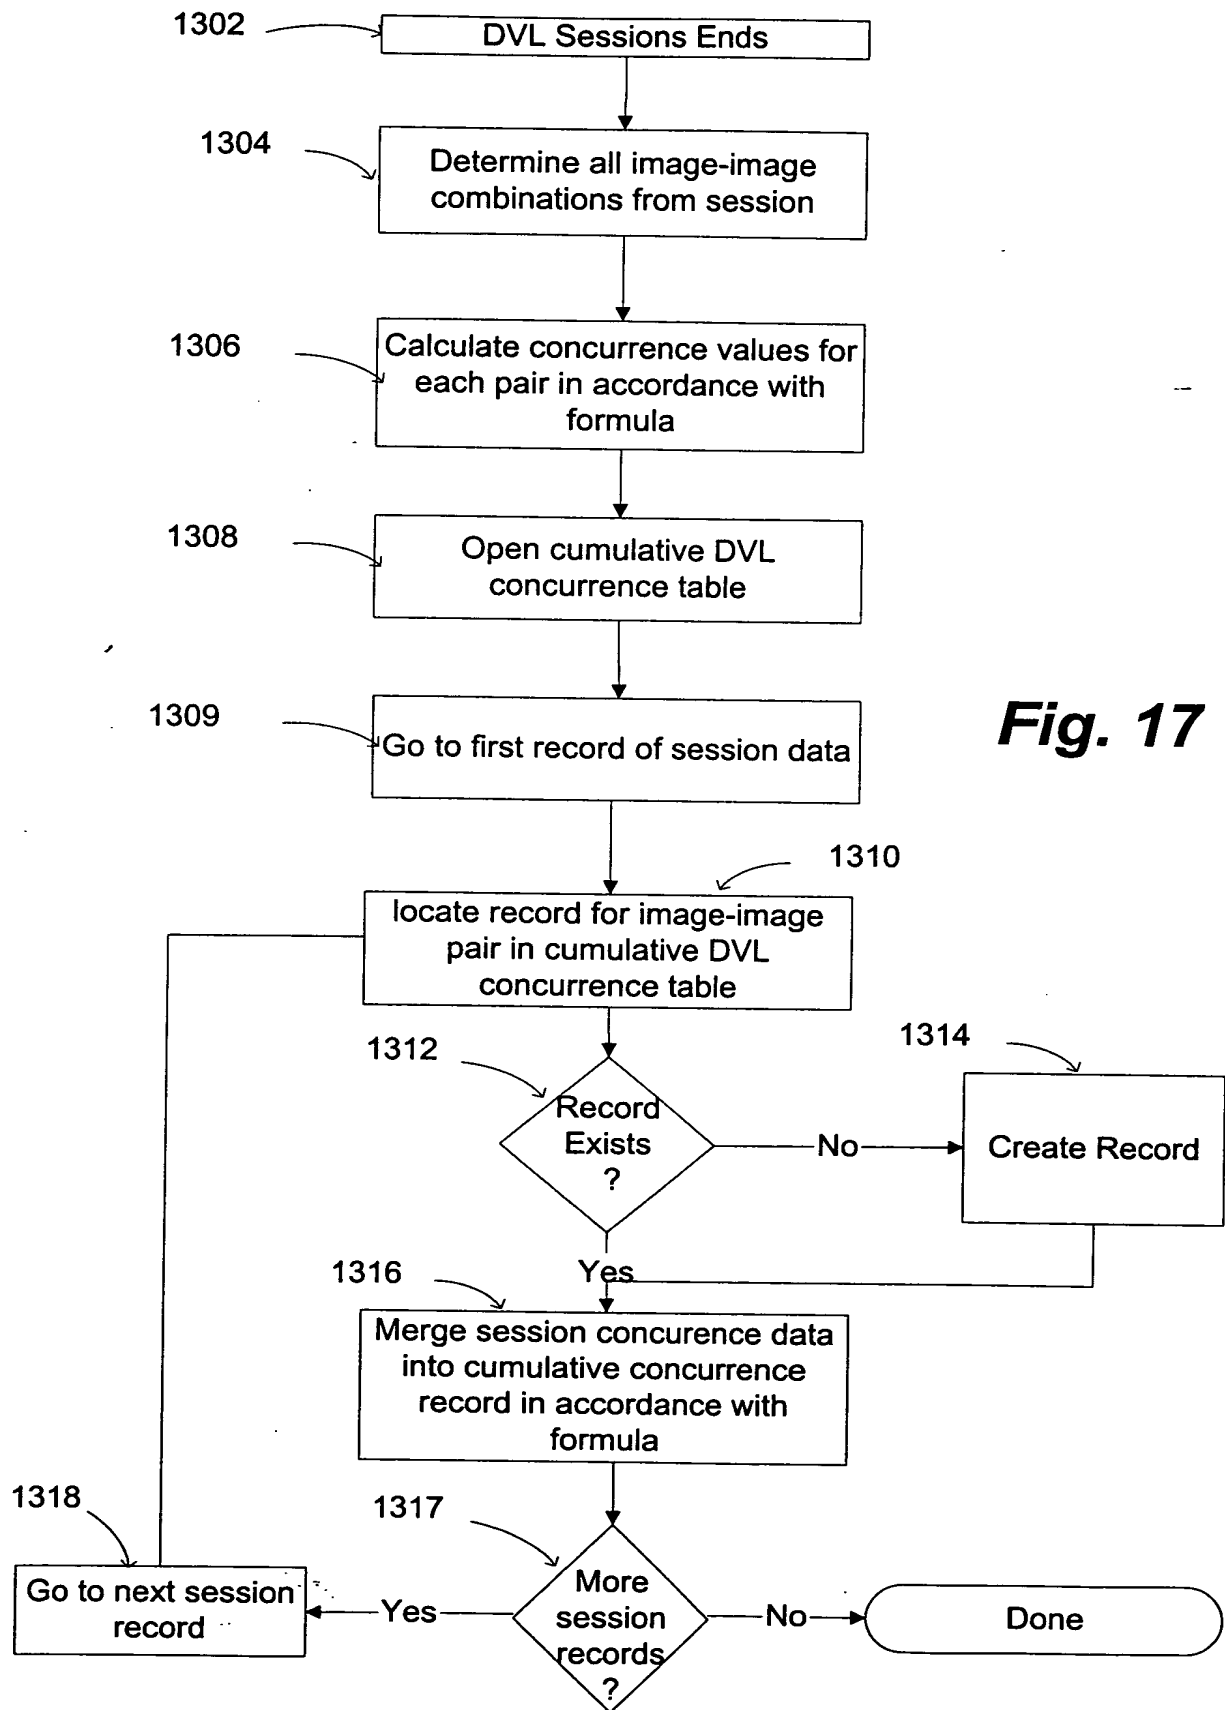 1302
DVL Sessions Ends
1304
Determine all image-image
combinations from session
1306
Calculate concurrence values for
each pair in accordance with
formula
1308
Open cumulative DVL
concurrence table
1309
Go to first record of session data
Fig. 17
1310
locate record for image-image
pair in cumulative DVL
concurrence table
1312
Record
Exists
?
No
1314
Create Record
Yes
1316
Merge session concurence data
into cumulative concurrence
record in accordance with
formula
1317
More
session
records
?
1318
Go to next session
record
Yes
No
Done